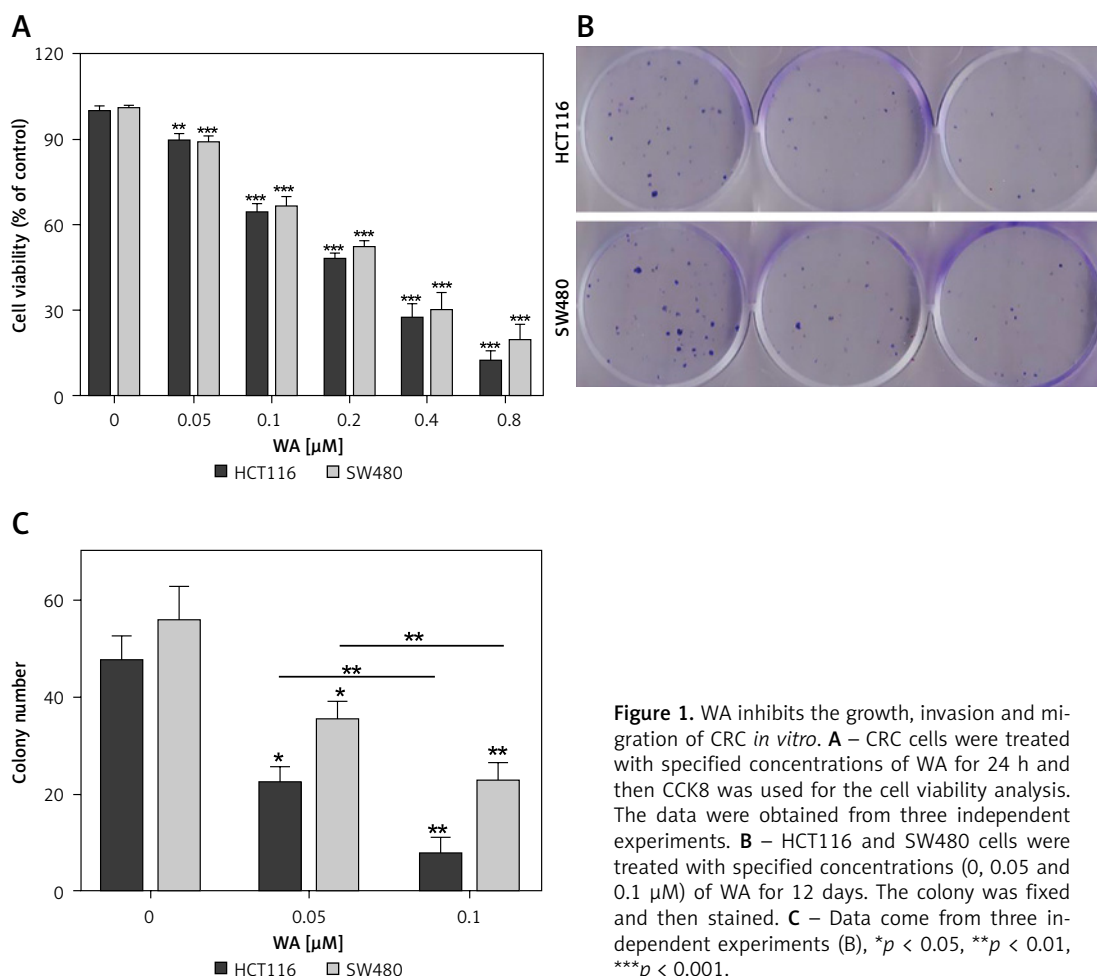 A
120
90
60
30
0
Cell viability (% of control)
** ***
*** ***
*** ***
*** ***
*** ***
0 0.05 0.1 0.2 0.4 0.8
WA [µM]
HCT116 SW480
B
HCT116
SW480
C
60
40
20
0
Colony number
**
**
*
*
**
**
0 0.05 0.1
WA [µM]
HCT116 SW480
Figure 1. WA inhibits the growth, invasion and mi-
gration of CRC in vitro. A – CRC cells were treated
with specified concentrations of WA for 24 h and
then CCK8 was used for the cell viability analysis.
The data were obtained from three independent
experiments. B – HCT116 and SW480 cells were
treated with specified concentrations (0, 0.05 and
0.1 µM) of WA for 12 days. The colony was fixed
and then stained. C – Data come from three in-
dependent experiments (B), *p < 0.05, **p < 0.01,
***p < 0.001.